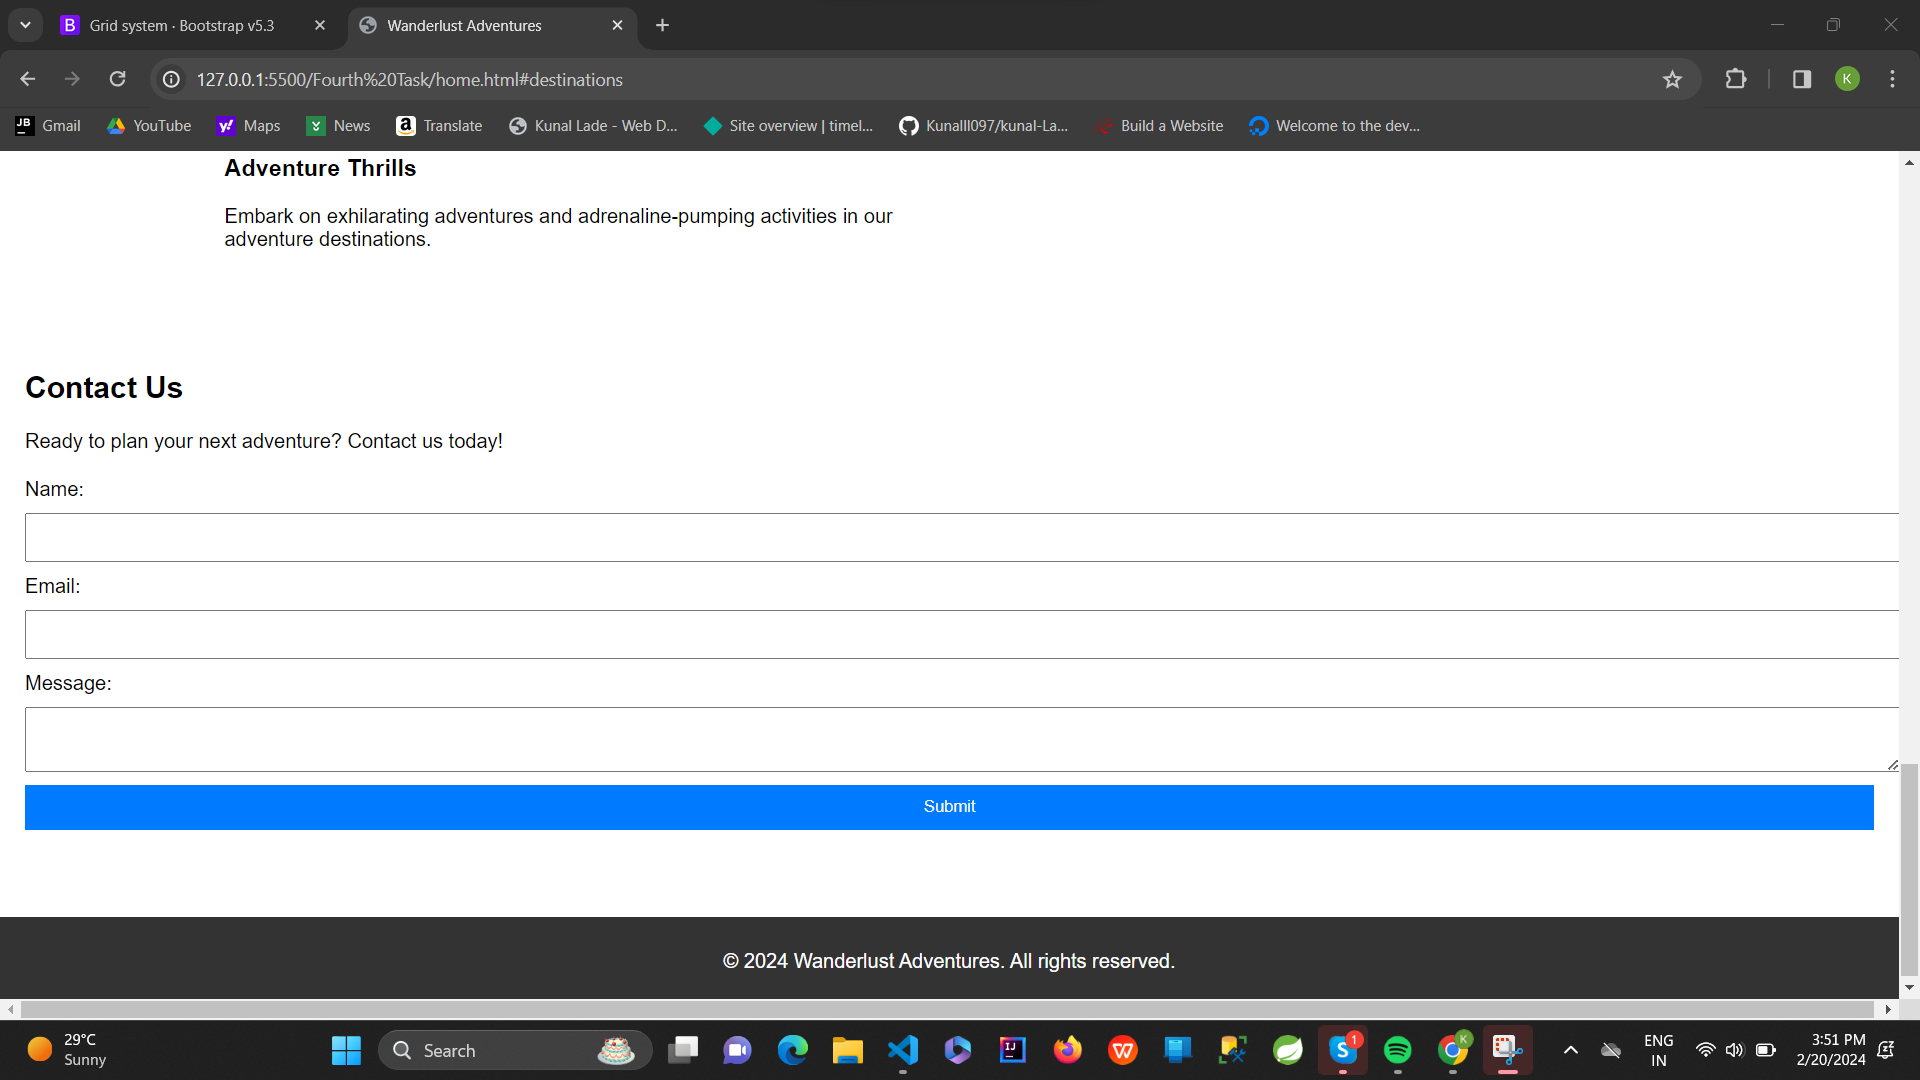 Grid system · Bootstrap v5.3
Wanderlust Adventures
127.0.0.1:5500/Fourth%20Task/home.html#destinations
K
JB Gmail
YouTube
y! Maps
News
a Translate
Kunal Lade - Web D...
Site overview | timel...
Kunalll097/kunal-La...
Build a Website
Welcome to the dev...
Adventure Thrills
Embark on exhilarating adventures and adrenaline-pumping activities in our
adventure destinations.
Contact Us
Ready to plan your next adventure? Contact us today!
Name:
Email:
Message:
Submit
© 2024 Wanderlust Adventures. All rights reserved.
29°C
Sunny
Search
IJ
W
S
1
K
ENG
IN
3:51 PM
2/20/2024